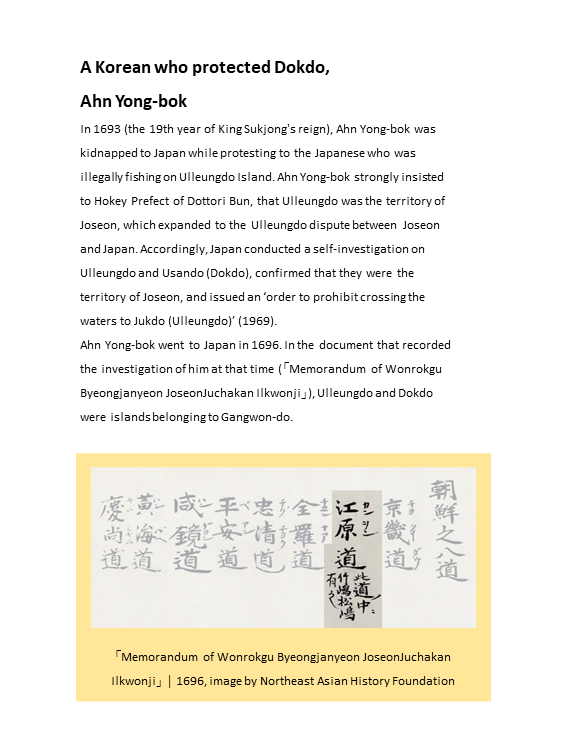 A Korean who protected Dokdo,
Ahn Yong-bok
In 1693 (the 19th year of King Sukjong's reign), Ahn Yong-bok was
kidnapped to Japan while protesting to the Japanese who was
illegally fishing on Ulleungdo Island. Ahn Yong-bok strongly insisted
to Hokey Prefect of Dottori Bun, that Ulleungdo was the territory of
Joseon, which expanded to the Ulleungdo dispute between Joseon
and Japan. Accordingly, Japan conducted a self-investigation on
Ulleungdo and Usando (Dokdo), confirmed that they were the
territory of Joseon, and issued an ‘order to prohibit crossing the
waters to Jukdo (Ulleungdo)’ (1969).
Ahn Yong-bok went to Japan in 1696. In the document that recorded
the investigation of him at that time (「Memorandum of Wonrokgu
Byeongjanyeon JoseonJuchakan Ilkwonji」), Ulleungdo and Dokdo
were islands belonging to Gangwon-do.
朝鮮之八道
京畿道
江原道
此道中ニ
竹嶋松嶋
有之
全羅道
忠清道
平安道
咸鏡道
黄海道
慶尚道
「Memorandum of Wonrokgu Byeongjanyeon JoseonJuchakan
Ilkwonji」 | 1696, image by Northeast Asian History Foundation